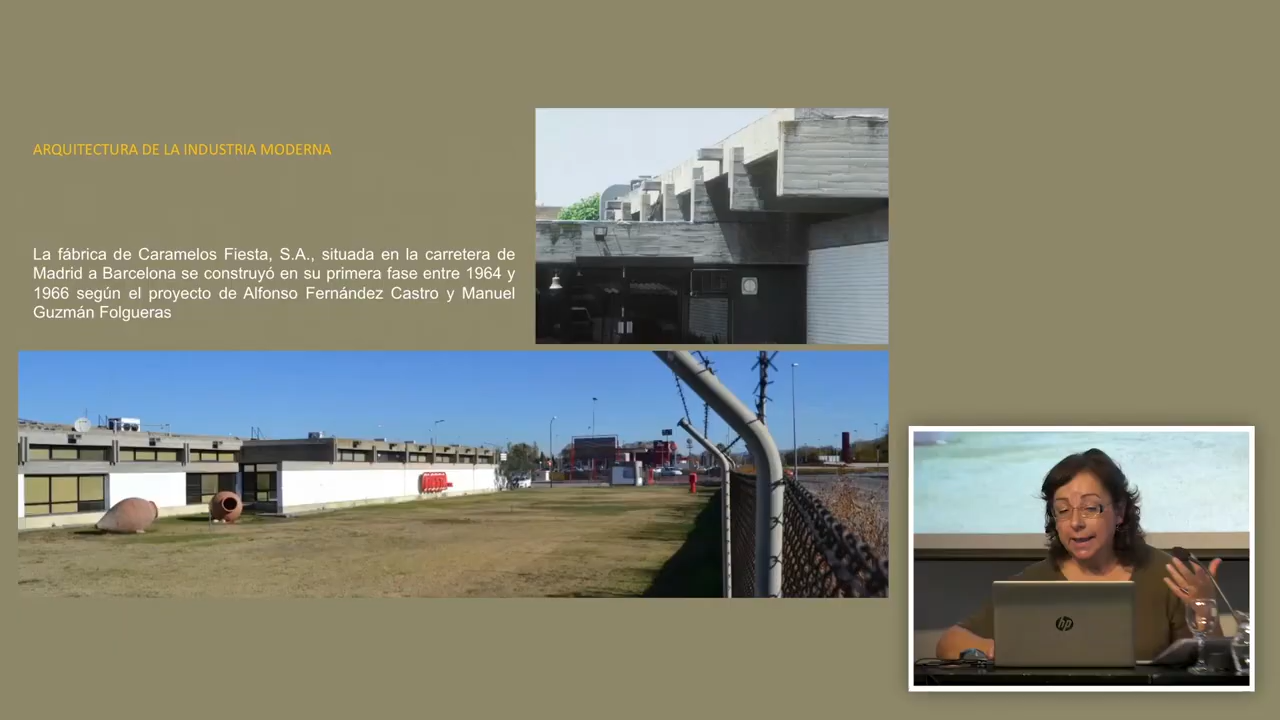 ARQUITECTURA DE LA INDUSTRIA MODERNA
La fábrica de Caramelos Fiesta, S.A., situada en la carretera de
Madrid a Barcelona se construyó en su primera fase entre 1964 y
1966 según el proyecto de Alfonso Fernández Castro y Manuel
Guzmán Folgueras
hp